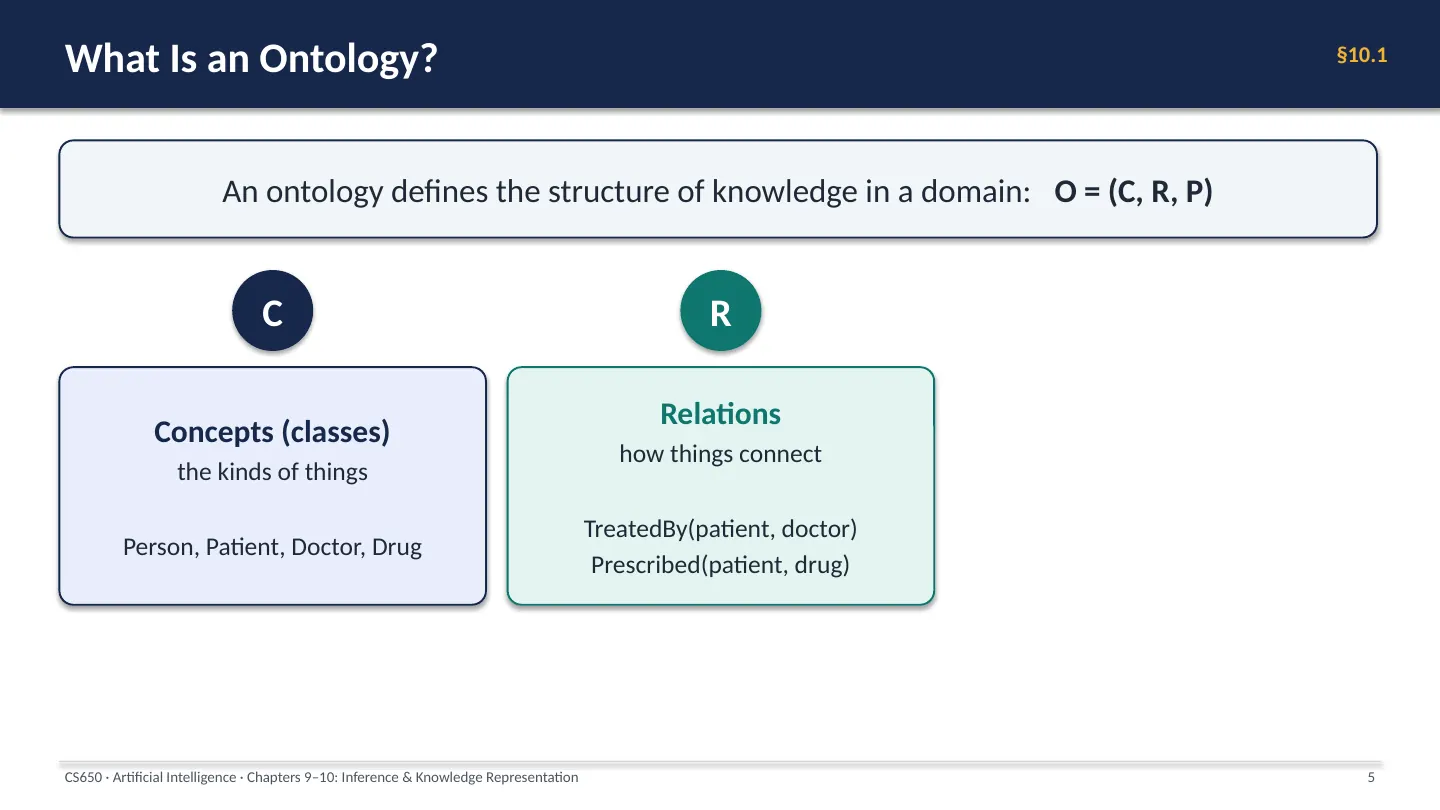 What Is an Ontology?
§10.1
An ontology defines the structure of knowledge in a domain: O = (C, R, P)
C
R
Concepts (classes)
the kinds of things
Person, Patient, Doctor, Drug
Relations
how things connect
TreatedBy(patient, doctor)
Prescribed(patient, drug)
CS650 · Artificial Intelligence · Chapters 9–10: Inference & Knowledge Representation
5